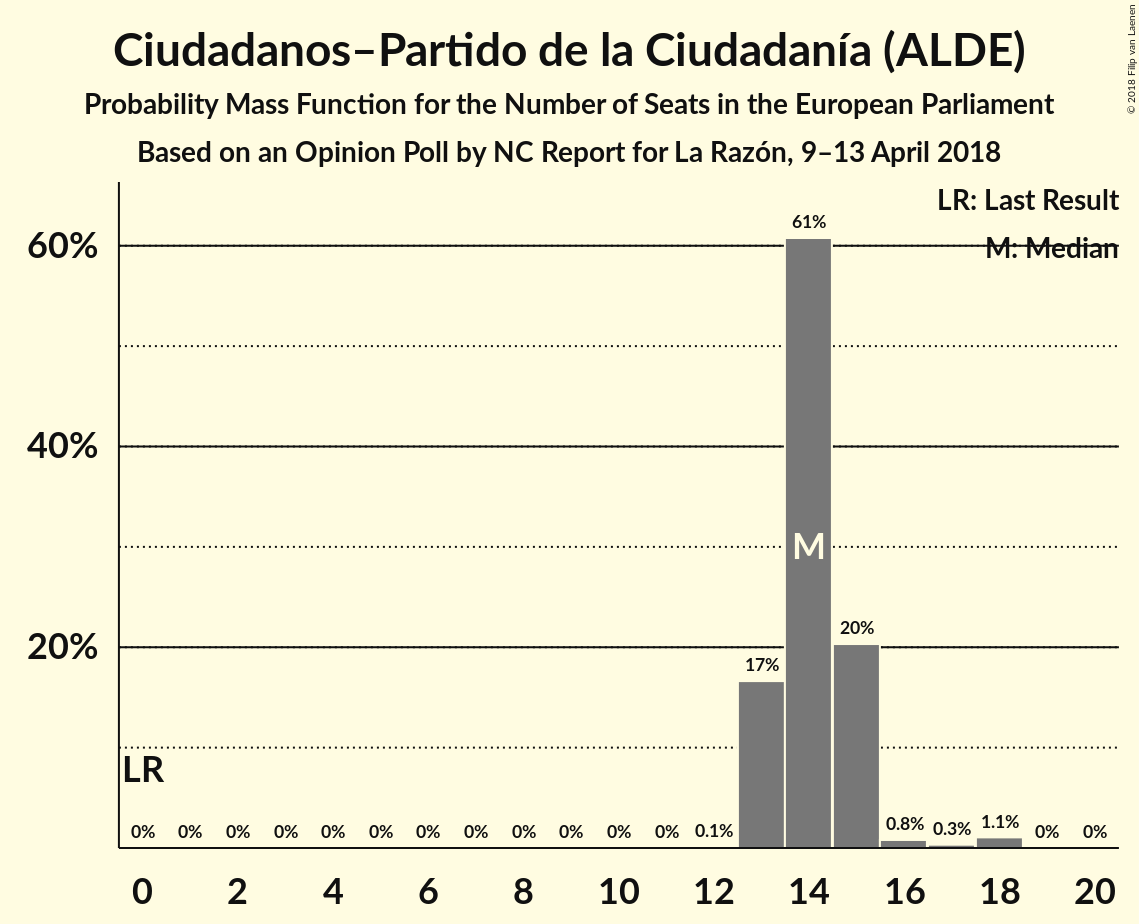 Ciudadanos–Partido de la Ciudadanía (ALDE)
Probability Mass Function for the Number of Seats in the European Parliament
Based on an Opinion Poll by NC Report for La Razón, 9–13 April 2018
© 2018 Filip van Laenen
LR: Last Result
M: Median
60%
40%
20%
61%
M
20%
17%
LR
0% 0% 0% 0% 0% 0% 0% 0% 0% 0% 0% 0% 0.1% 0.8% 0.3% 1.1% 0% 0%
0 2 4 6 8 10 12 14 16 18 20